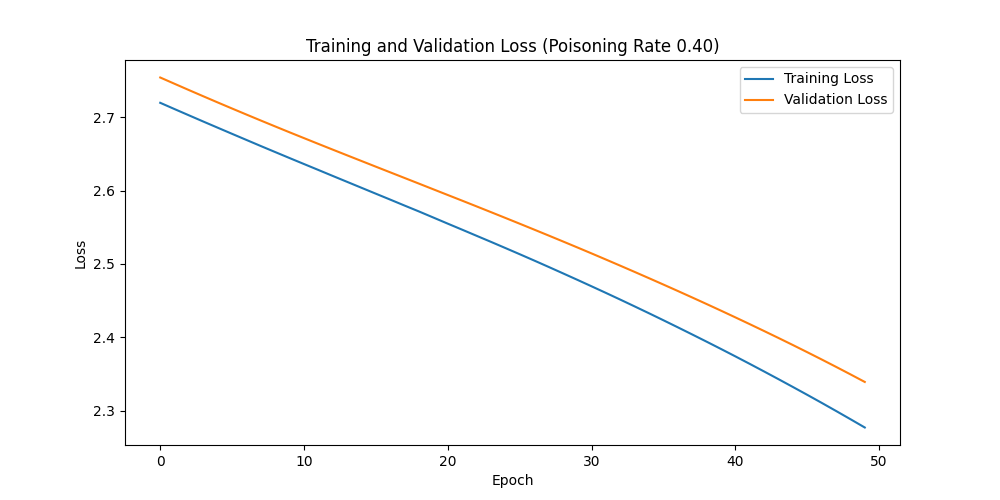 Training and Validation Loss (Poisoning Rate 0.40)
Training Loss
Validation Loss
2.7
2.6
2.5
2.4
2.3
Loss
0 10 20 30 40 50
Epoch